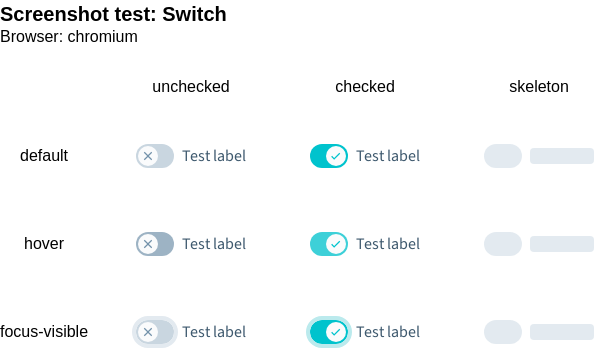 Screenshot test: Switch
Browser: chromium
unchecked checked skeleton
default Test label Test label
hover Test label Test label
focus-visible Test label Test label